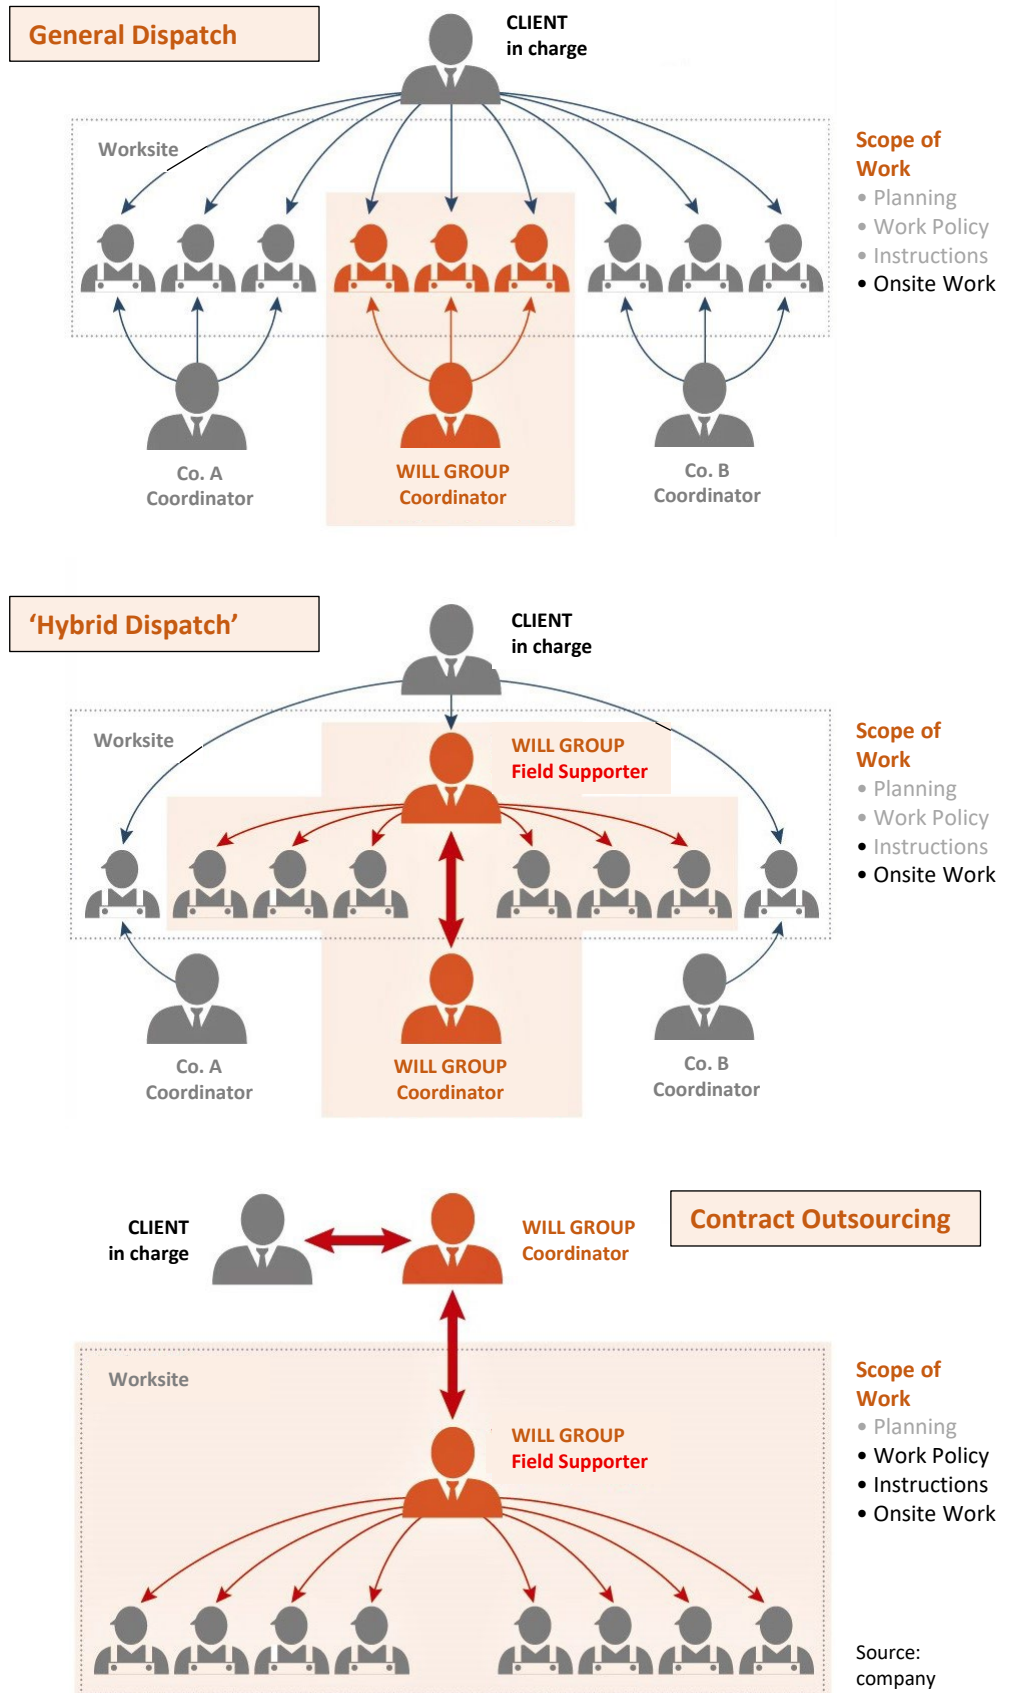 General Dispatch
CLIENT
in charge
Worksite
Scope of
Work
• Planning
• Work Policy
• Instructions
• Onsite Work
Co. A
Coordinator
WILL GROUP
Coordinator
Co. B
Coordinator
‘Hybrid Dispatch’
CLIENT
in charge
Worksite
WILL GROUP
Field Supporter
Scope of
Work
• Planning
• Work Policy
• Instructions
• Onsite Work
Co. A
Coordinator
WILL GROUP
Coordinator
Co. B
Coordinator
CLIENT
in charge
WILL GROUP
Coordinator
Contract Outsourcing
Worksite
WILL GROUP
Field Supporter
Scope of
Work
• Planning
• Work Policy
• Instructions
• Onsite Work
Source:
company